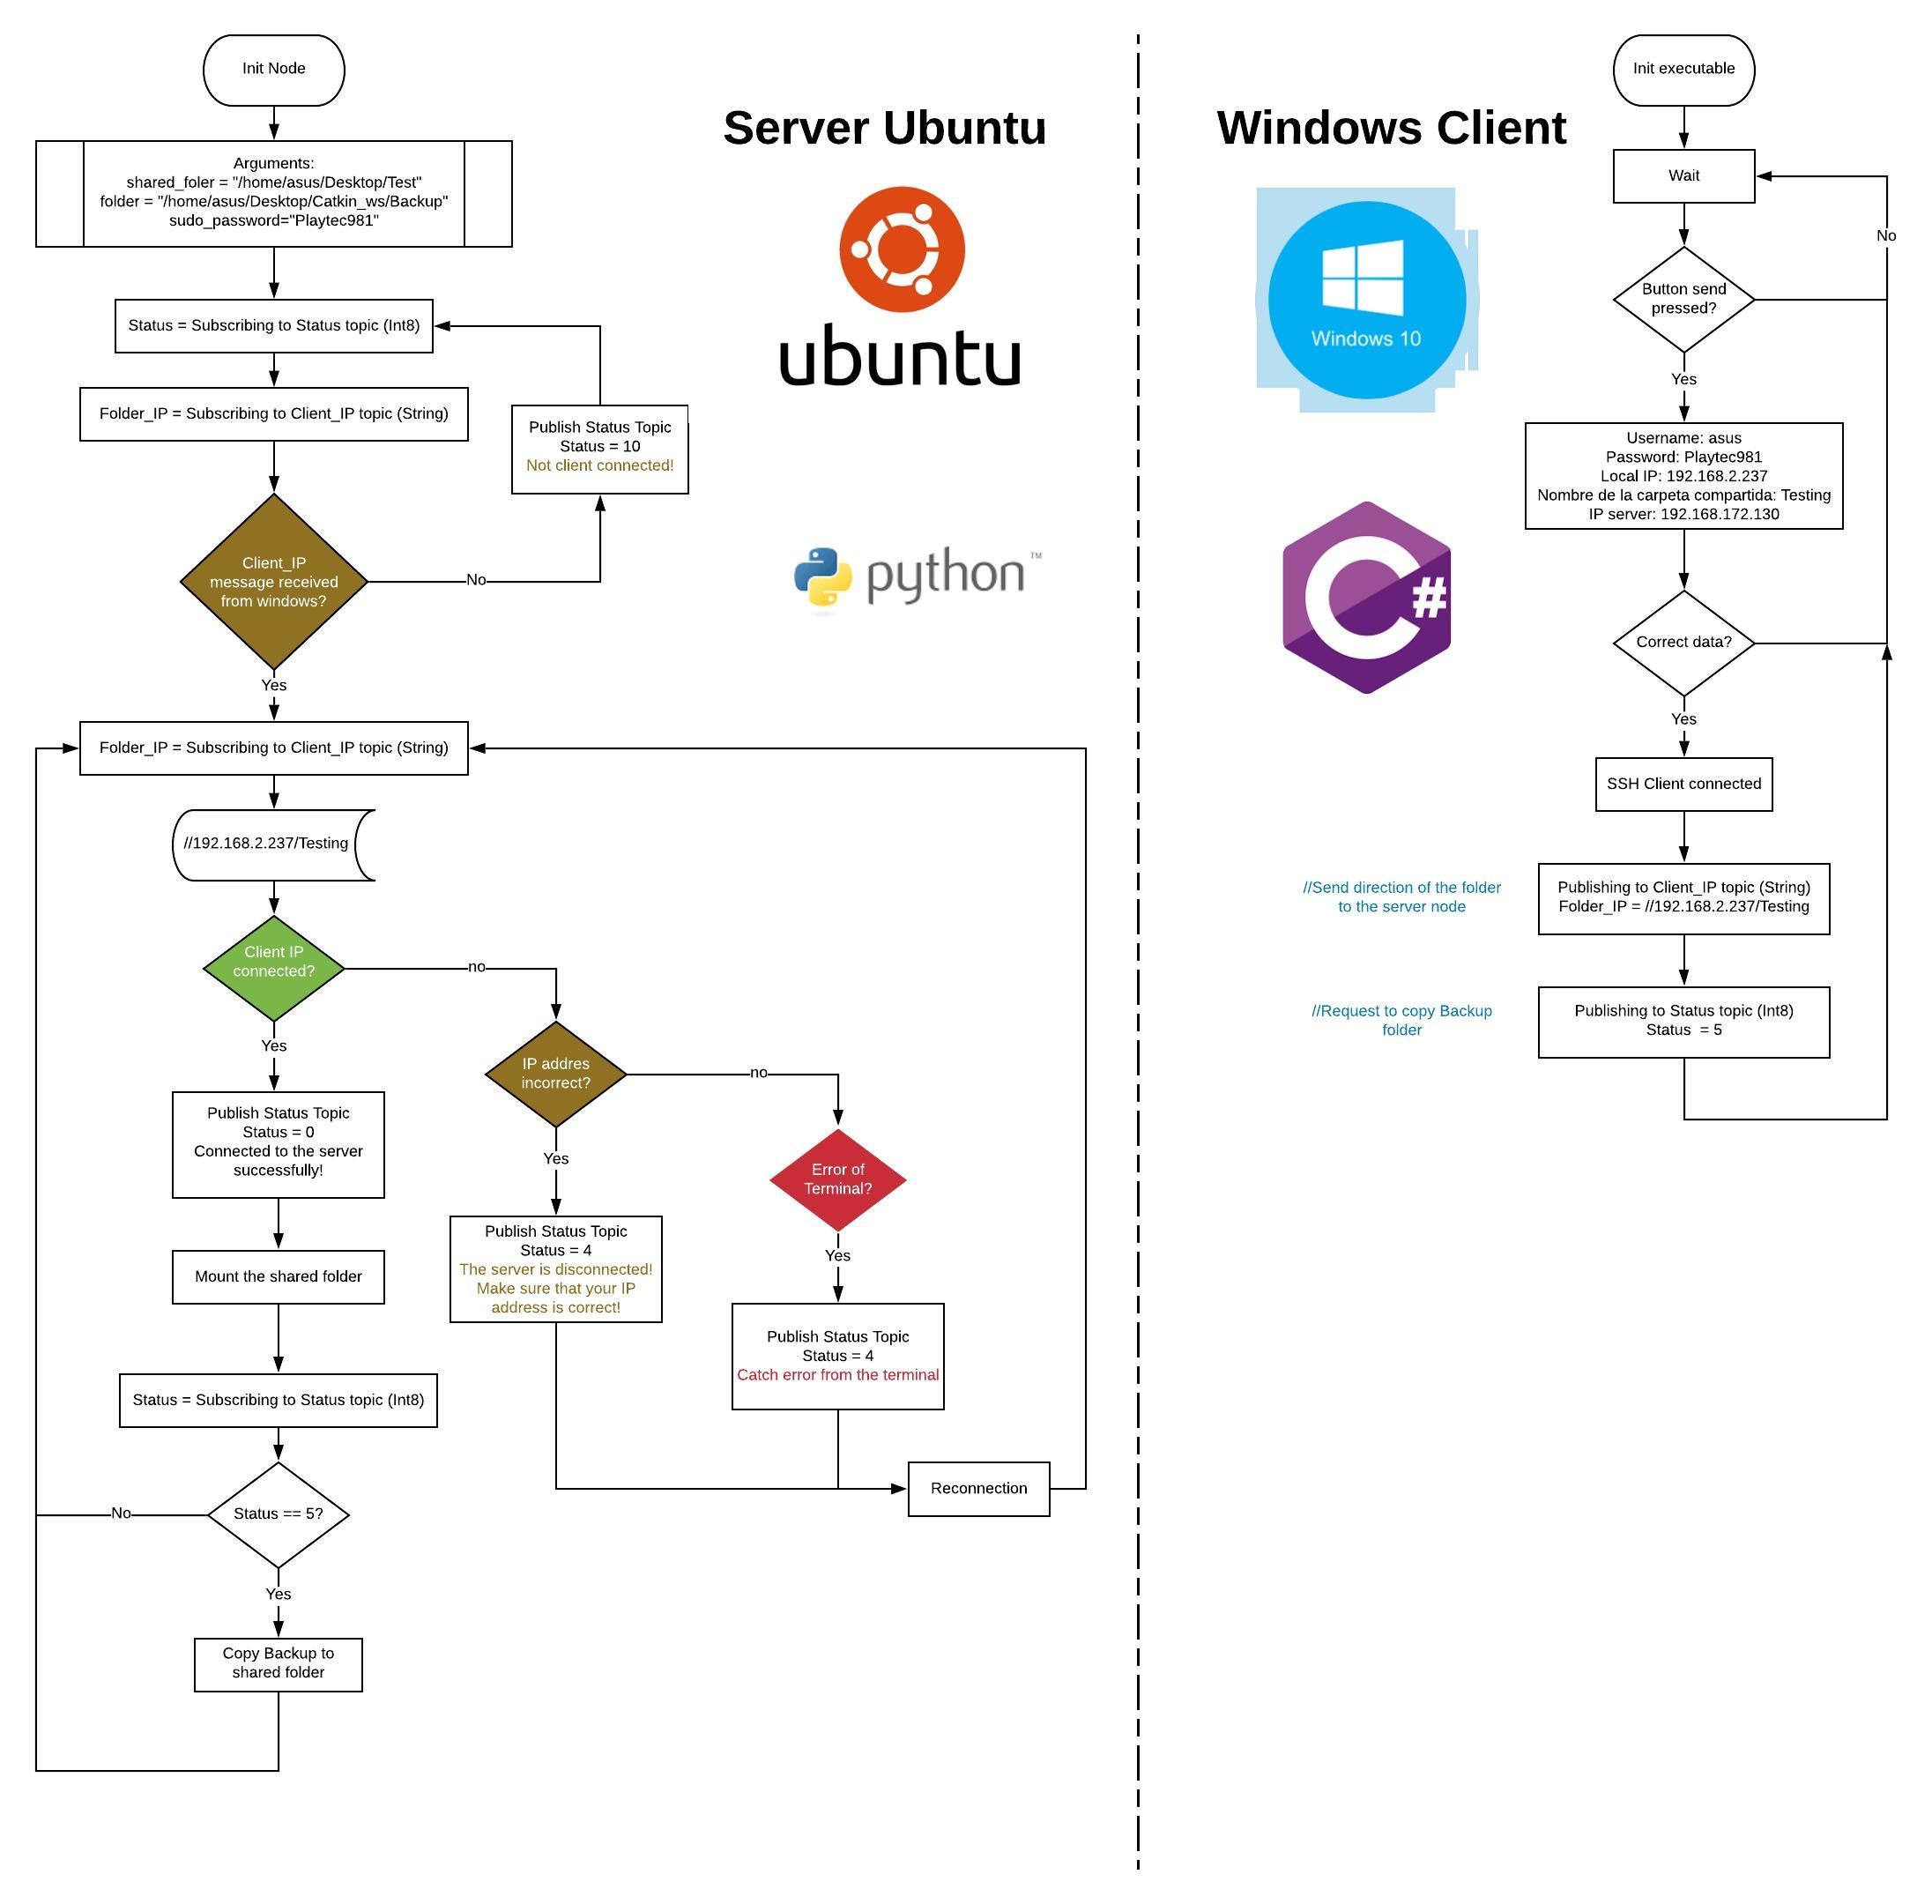 Init Node
Arguments:
shared_foler = "/home/asus/Desktop/Test"
folder = "/home/asus/Desktop/Catkin_ws/Backup"
sudo_password="Playtec981"
Status = Subscribing to Status topic (Int8)
Folder_IP = Subscribing to Client_IP topic (String)
Publish Status Topic
Status = 10
Not client connected!
Client_IP
message received
from windows?
No
Yes
Folder_IP = Subscribing to Client_IP topic (String)
//192.168.2.237/Testing
Client IP
connected?
no
Yes
IP addres
incorrect?
no
Yes
Error of
Terminal?
Yes
Publish Status Topic
Status = 0
Connected to the server
successfully!
Publish Status Topic
Status = 4
The server is disconnected!
Make sure that your IP
address is correct!
Publish Status Topic
Status = 4
Catch error from the terminal
Mount the shared folder
Status = Subscribing to Status topic (Int8)
Reconnection
Status == 5?
No
Yes
Copy Backup to
shared folder
Server Ubuntu
ubuntu
python™
Windows Client
Windows 10
C#
Init executable
Wait
No
Button send
pressed?
Yes
Username: asus
Password: Playtec981
Local IP: 192.168.2.237
Nombre de la carpeta compartida: Testing
IP server: 192.168.172.130
Correct data?
Yes
SSH Client connected
//Send direction of the folder
to the server node
Publishing to Client_IP topic (String)
Folder_IP = //192.168.2.237/Testing
//Request to copy Backup
folder
Publishing to Status topic (Int8)
Status = 5